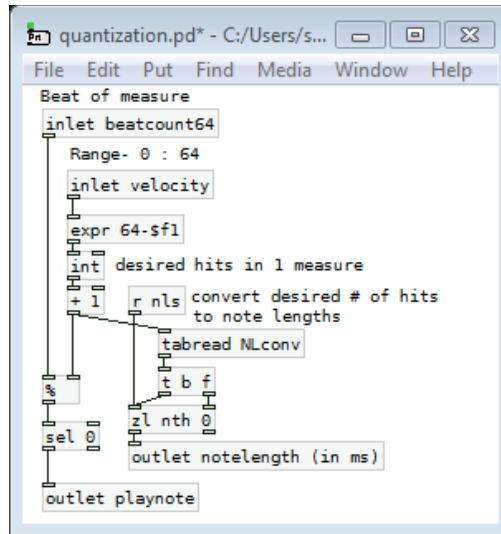 quantization.pd* - C:/Users/s...
File Edit Put Find Media Window Help
Beat of measure
inlet beatcount64
Range- 0 : 64
inlet velocity
expr 64-$f1
int desired hits in 1 measure
+ 1 r nls convert desired # of hits
to note lengths
tabread NLconv
% t b f
zl nth 0
sel 0
outlet notelength (in ms)
outlet playnote